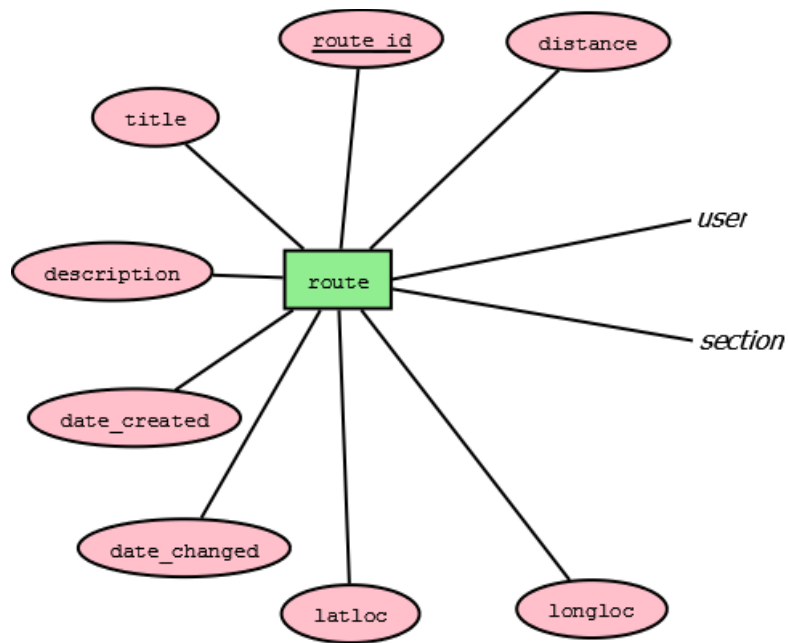 route_id
distance
title
user
description
route
section
date_created
date_changed
latloc
longloc